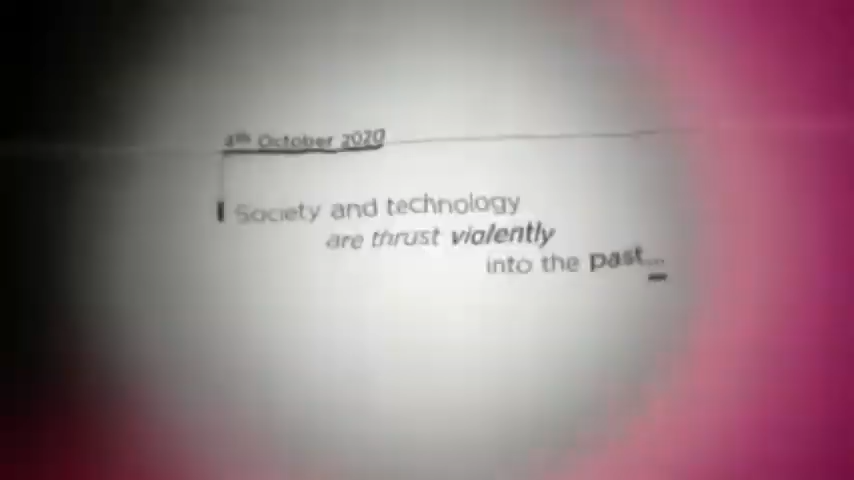 4th October 2020
Society and technology
are thrust violently
into the past...